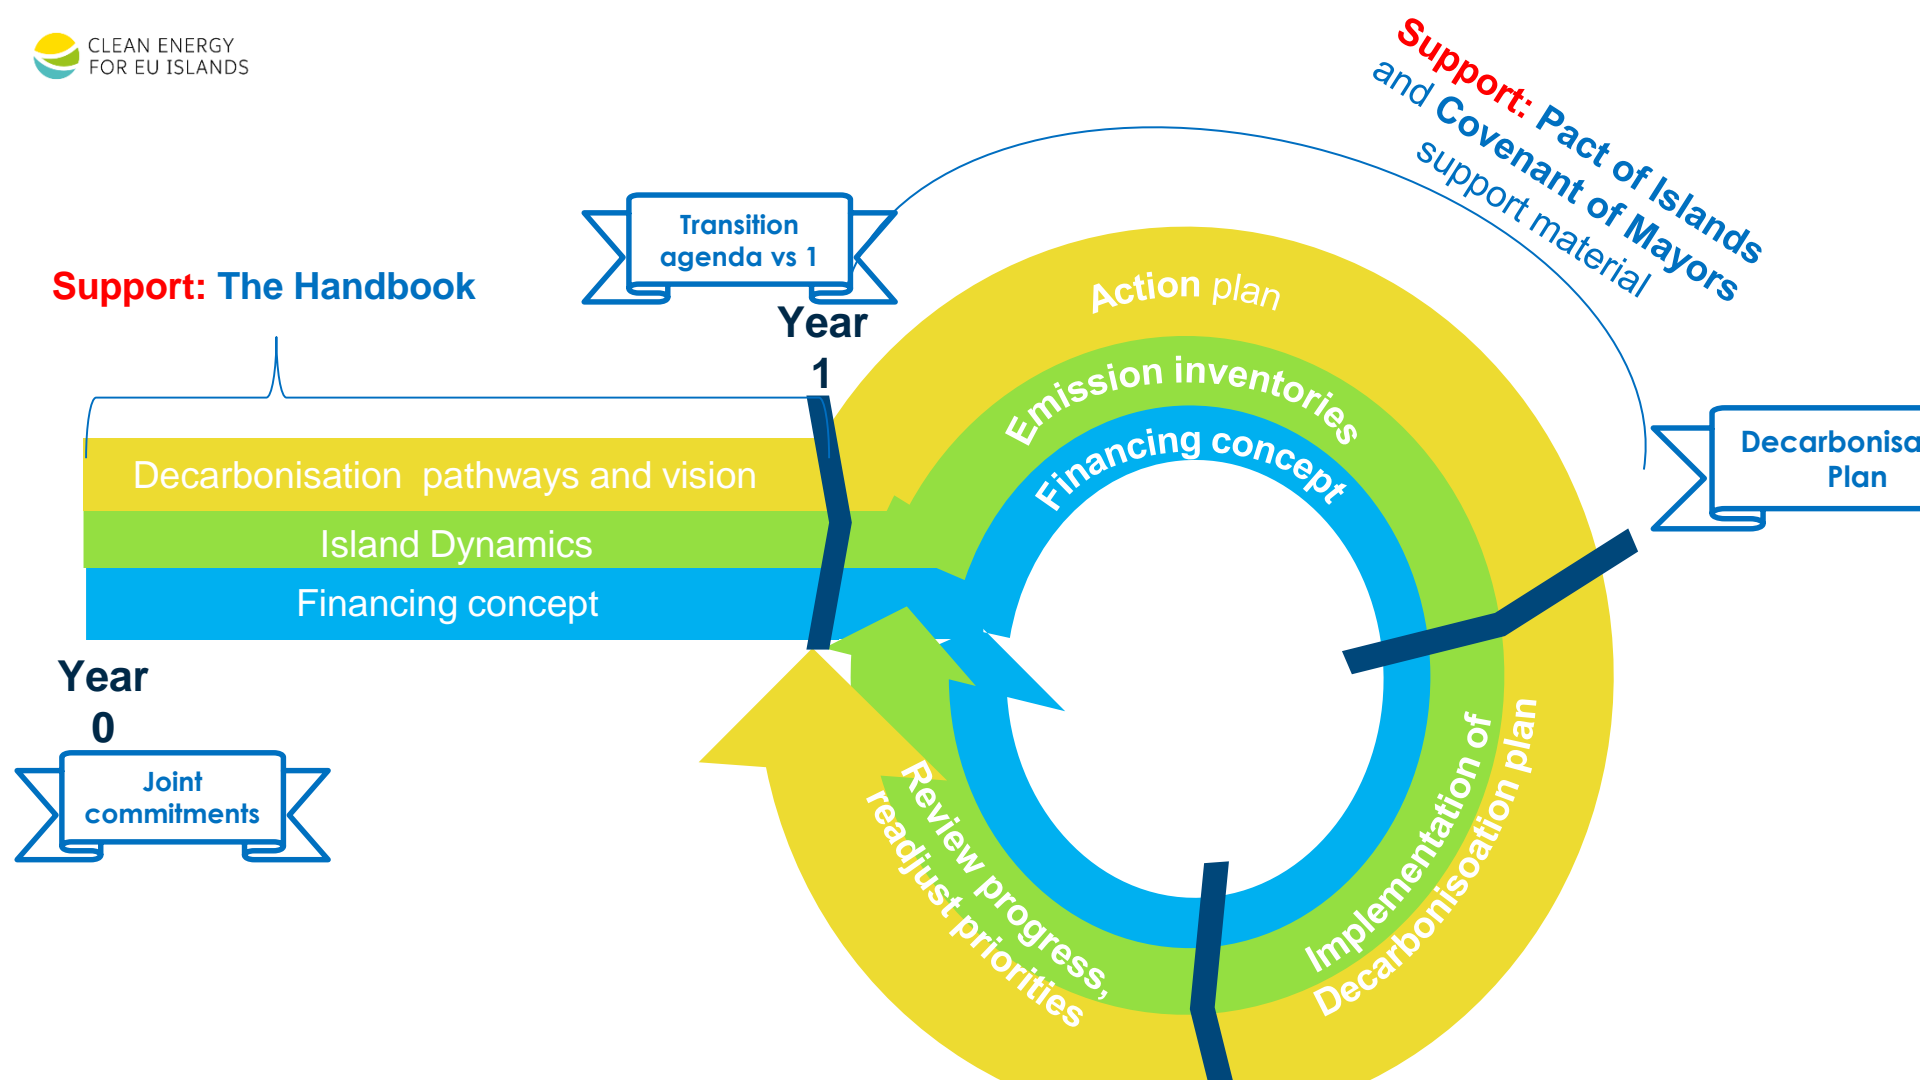 CLEAN ENERGY
FOR EU ISLANDS
Support: Pact of Islands
and Covenant of Mayors
support material
Transition
agenda vs 1
Support: The Handbook
Year
1
Action plan
Emission inventories
Financing concept
Decarbonisation  pathways and vision
Island Dynamics
Financing concept
Decarbonisa
Plan
Year
0
Joint
commitments
Implementation of
Decarbonisoation plan
Review progress,
readjust priorities